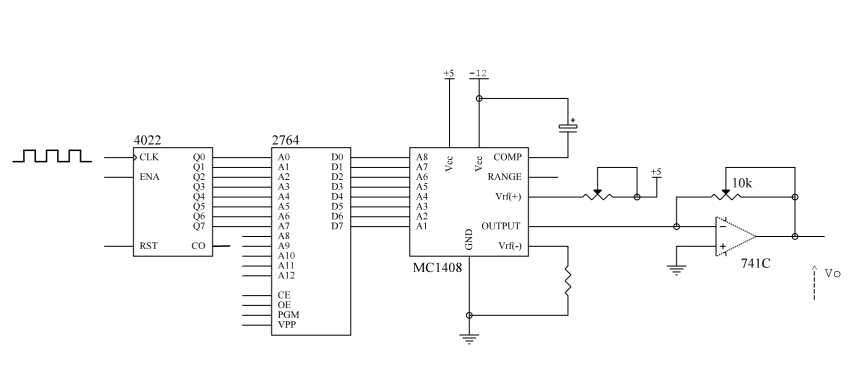 +5 -12
4022 2764
CLK Q0 A0 D0 A8 Vcc Vcc COMP + +5
Q1 A1 D1 A7
ENA Q2 A2 D2 A6 RANGE
Q3 A3 D3 A5
Q4 A4 D4 A4 Vrf(+) 10k
Q5 A5 D5 A3
Q6 A6 D6 A2
Q7 A7 D7 A1 OUTPUT −
A8
RST CO A9 GND Vrf(-) +
A10
A11 MC1408 741C
A12 Vo
CE
OE
PGM
VPP